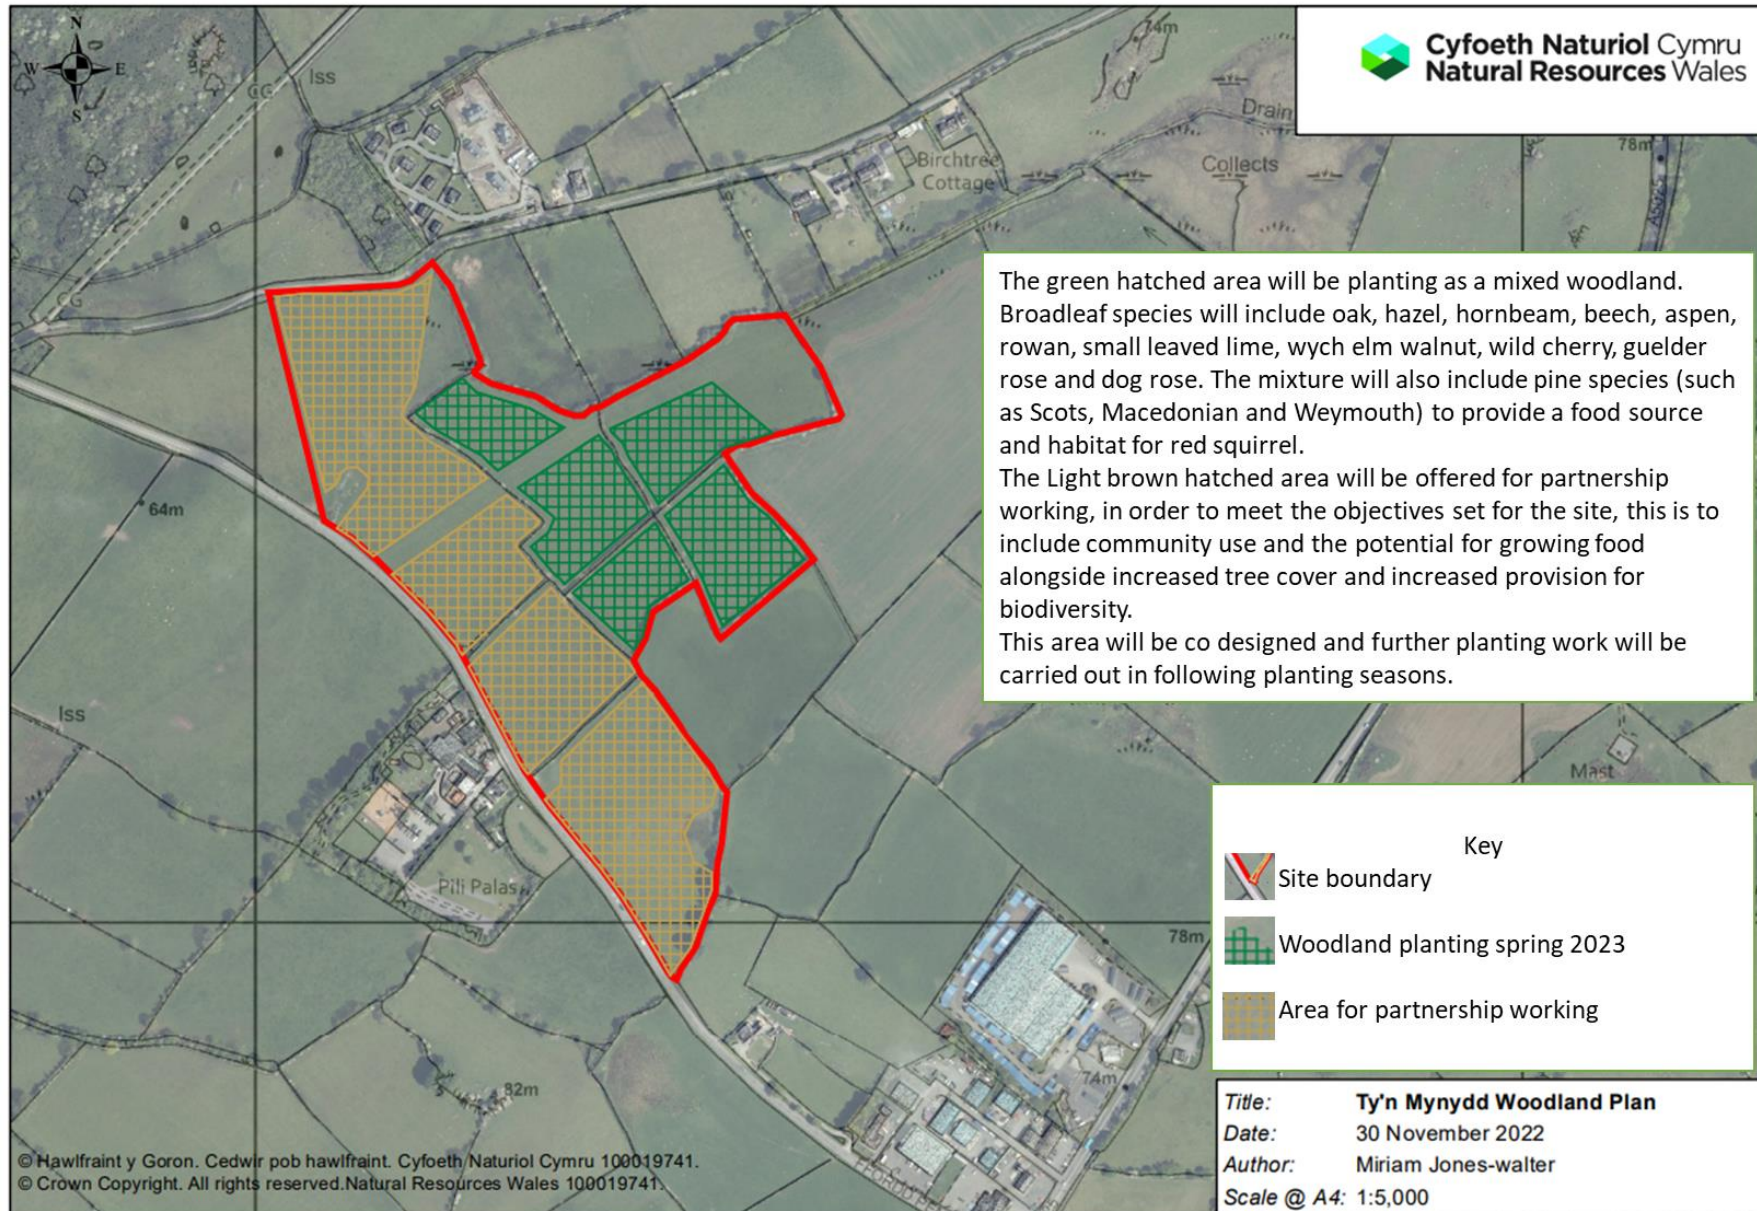 N
W E
S
Iss
GG
74m
Cyfoeth Naturiol Cymru
Natural Resources Wales
Drain
78m
Birchtree
Cottage
Collects
A5025
4m
CG
The green hatched area will be planting as a mixed woodland.
Broadleaf species will include oak, hazel, hornbeam, beech, aspen,
rowan, small leaved lime, wych elm walnut, wild cherry, guelder
rose and dog rose. The mixture will also include pine species (such
as Scots, Macedonian and Weymouth) to provide a food source
and habitat for red squirrel.
The Light brown hatched area will be offered for partnership
working, in order to meet the objectives set for the site, this is to
include community use and the potential for growing food
alongside increased tree cover and increased provision for
biodiversity.
This area will be co designed and further planting work will be
carried out in following planting seasons.
64m
Iss
Mast
Pili Palas
Key
Site boundary
Woodland planting spring 2023
Area for partnership working
78m
74m
82m
Title: Ty'n Mynydd Woodland Plan
Date: 30 November 2022
Author: Miriam Jones-walter
Scale @ A4: 1:5,000
© Hawlfraint y Goron. Cedwir pob hawlfraint. Cyfoeth Naturiol Cymru 100019741.
© Crown Copyright. All rights reserved.Natural Resources Wales 100019741.